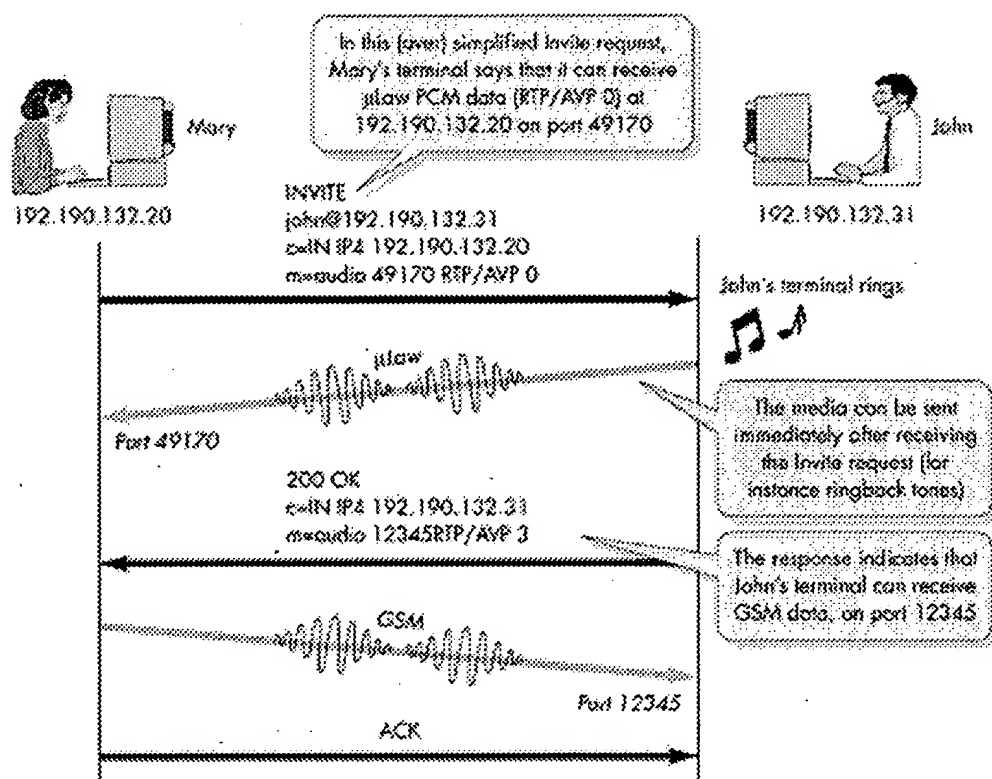 In this (over) simplified Invite request,
Mary's terminal says that it can receive
µLaw PCM data (RTP/AVP 0) at
192.190.132.20 on port 49170
Mary
John
192.190.132.20
192.190.132.31
INVITE
john@192.190.132.31
c=IN IP4 192.190.132.20
m=audio 49170 RTP/AVP 0
John's terminal rings
µLaw
Port 49170
The media can be sent
immediately after receiving
the Invite request (for
instance ringback tones)
200 OK
c=IN IP4 192.190.132.31
m=audio 12345RTP/AVP 3
The response indicates that
John's terminal can receive
GSM data, on port 12345
GSM
Port 12345
ACK